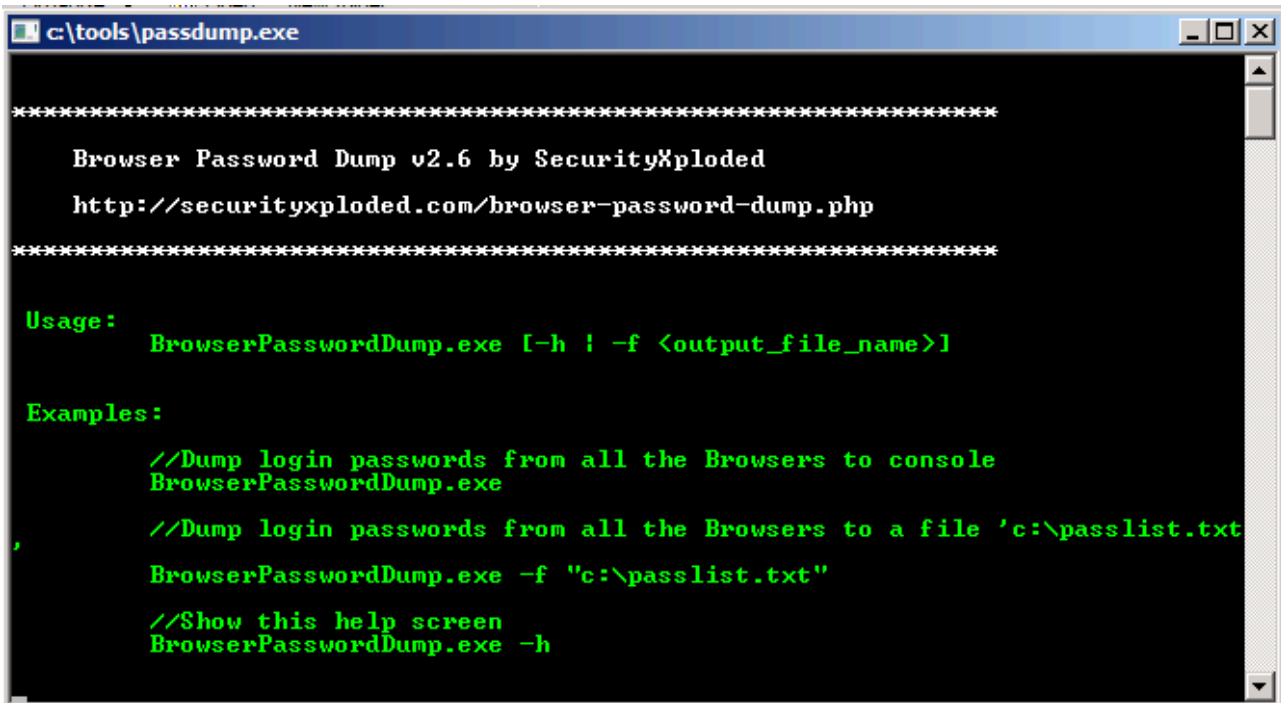 c:\tools\passdump.exe
****************************************************************
Browser Password Dump v2.6 by SecurityXploded
http://securityxploded.com/browser-password-dump.php
****************************************************************
Usage:
BrowserPasswordDump.exe [-h | -f <output_file_name>]
Examples:
//Dump login passwords from all the Browsers to console
BrowserPasswordDump.exe
//Dump login passwords from all the Browsers to a file 'c:\passlist.txt
'
BrowserPasswordDump.exe -f "c:\passlist.txt"
//Show this help screen
BrowserPasswordDump.exe -h